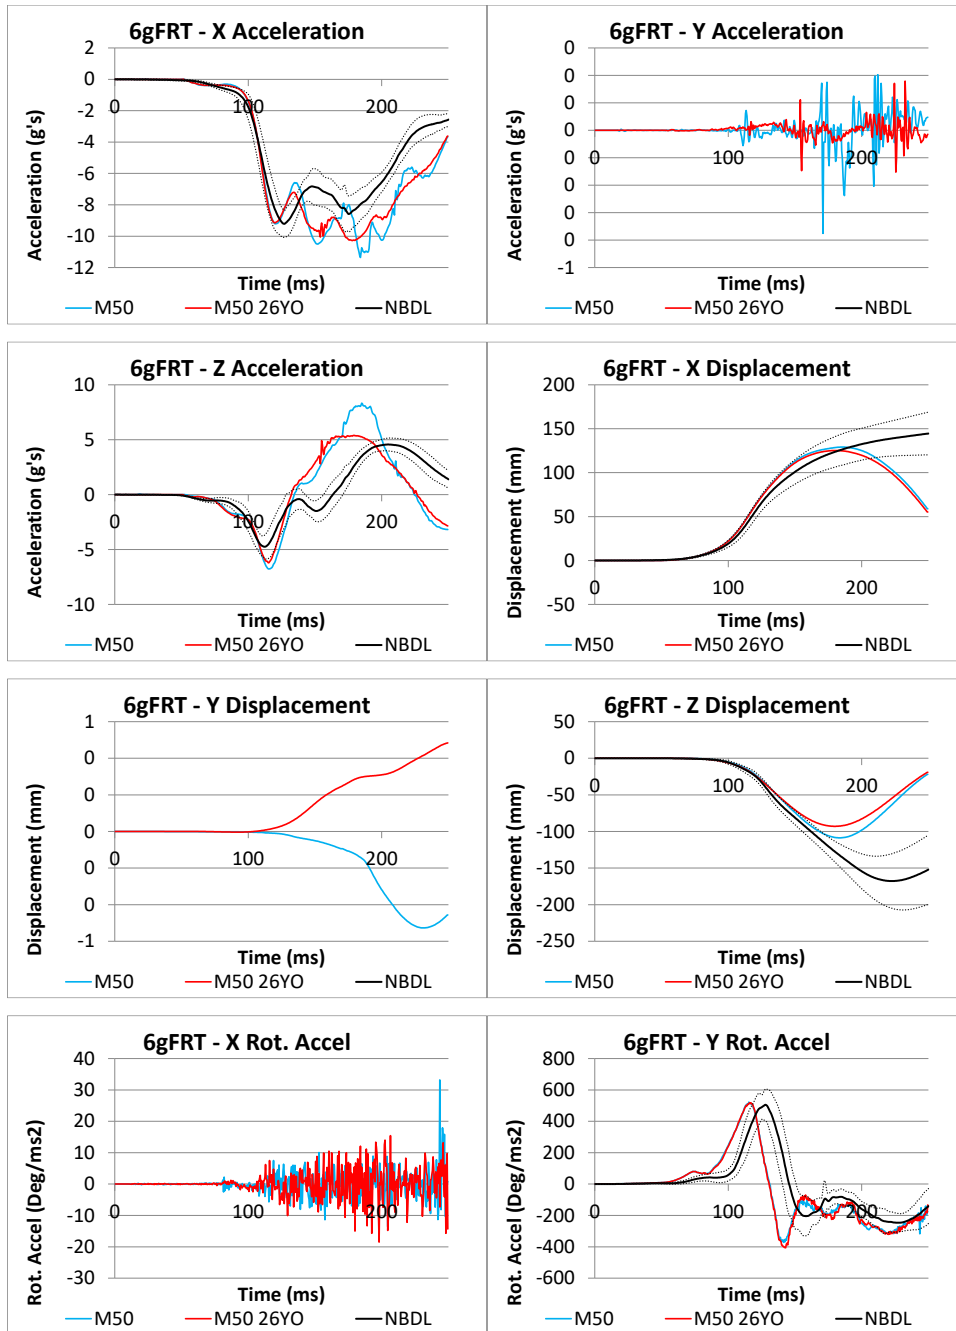 6gFRT - X Acceleration
Acceleration (g's)
2
0
-2
-4
-6
-8
-10
-12
0
100
200
Time (ms)
M50
M50 26YO
NBDL
6gFRT - Y Acceleration
Acceleration (g's)
0
0
0
0
0
0
0
0
-1
0
100
200
Time (ms)
M50
M50 26YO
NBDL
6gFRT - Z Acceleration
Acceleration (g's)
10
5
0
-5
-10
0
100
200
Time (ms)
M50
M50 26YO
NBDL
6gFRT - X Displacement
Displacement (mm)
200
150
100
50
0
-50
0
100
200
Time (ms)
M50
M50 26YO
NBDL
6gFRT - Y Displacement
Displacement (mm)
1
0
0
0
0
0
-1
0
100
200
Time (ms)
M50
M50 26YO
NBDL
6gFRT - Z Displacement
Displacement (mm)
50
0
-50
-100
-150
-200
-250
0
100
200
Time (ms)
M50
M50 26YO
NBDL
6gFRT - X Rot. Accel
Rot. Accel (Deg/ms2)
40
30
20
10
0
-10
-20
-30
0
100
200
Time (ms)
M50
M50 26YO
NBDL
6gFRT - Y Rot. Accel
Rot. Accel (Deg/ms2)
800
600
400
200
0
-200
-400
-600
0
100
200
Time (ms)
M50
M50 26YO
NBDL